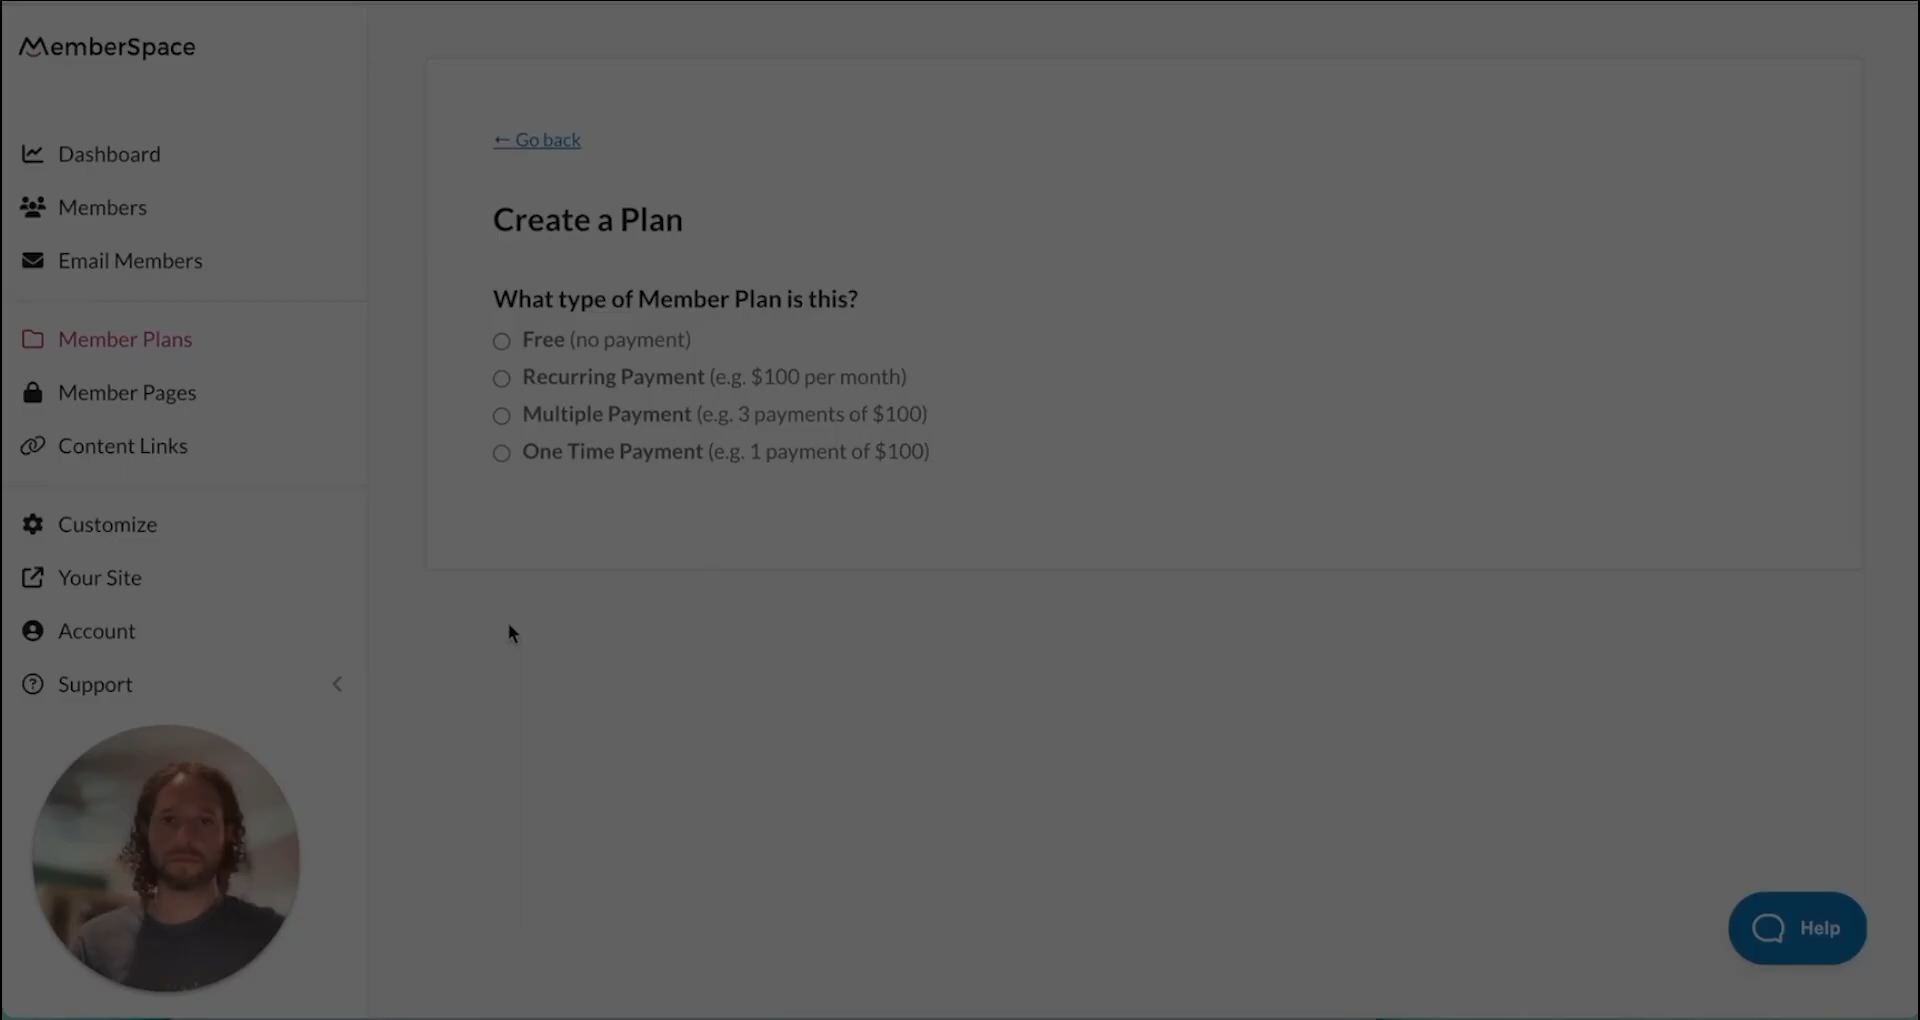 MemberSpace
Dashboard
Members
Email Members
Member Plans
Member Pages
Content Links
Customize
Your Site
Account
Support
← Go back
Create a Plan
What type of Member Plan is this?
Free (no payment)
Recurring Payment (e.g. $100 per month)
Multiple Payment (e.g. 3 payments of $100)
One Time Payment (e.g. 1 payment of $100)
Help